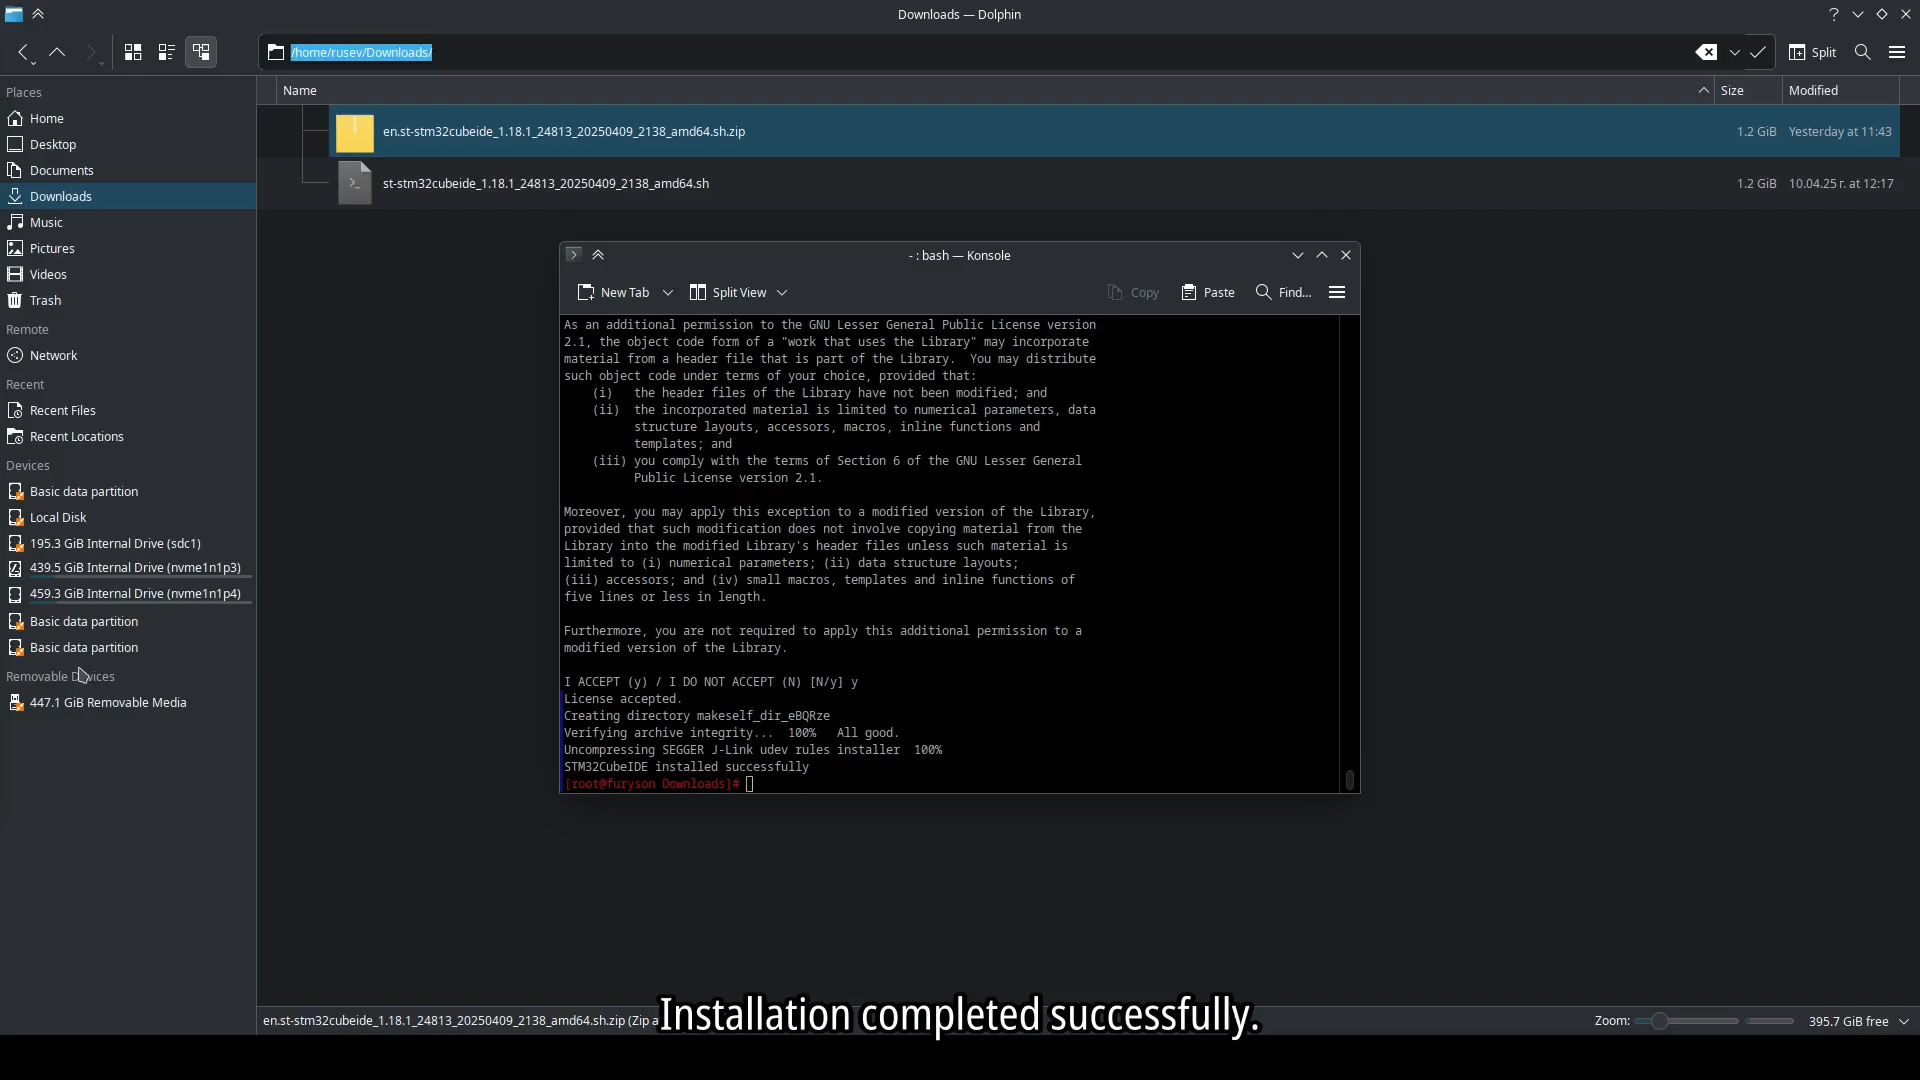 Downloads — Dolphin
?
/home/rusev/Downloads/
Split
Places
Home
Desktop
Documents
Downloads
Music
Pictures
Videos
Trash
Remote
Network
Recent
Recent Files
Recent Locations
Devices
Basic data partition
Local Disk
195.3 GiB Internal Drive (sdc1)
439.5 GiB Internal Drive (nvme1n1p3)
459.3 GiB Internal Drive (nvme1n1p4)
Basic data partition
Basic data partition
Removable Devices
447.1 GiB Removable Media
Name Size Modified
en.st-stm32cubeide_1.18.1_24813_20250409_2138_amd64.sh.zip 1.2 GiB Yesterday at 11:43
st-stm32cubeide_1.18.1_24813_20250409_2138_amd64.sh 1.2 GiB 10.04.25 г. at 12:17
- : bash — Konsole
New Tab Split View Copy Paste Find...
As an additional permission to the GNU Lesser General Public License version
2.1, the object code form of a "work that uses the Library" may incorporate
material from a header file that is part of the Library.  You may distribute
such object code under terms of your choice, provided that:
(i)   the header files of the Library have not been modified; and
(ii)  the incorporated material is limited to numerical parameters, data
structure layouts, accessors, macros, inline functions and
templates; and
(iii) you comply with the terms of Section 6 of the GNU Lesser General
Public License version 2.1.
Moreover, you may apply this exception to a modified version of the Library,
provided that such modification does not involve copying material from the
Library into the modified Library's header files unless such material is
limited to (i) numerical parameters; (ii) data structure layouts;
(iii) accessors; and (iv) small macros, templates and inline functions of
five lines or less in length.
Furthermore, you are not required to apply this additional permission to a
modified version of the Library.
I ACCEPT (y) / I DO NOT ACCEPT (N) [N/y] y
License accepted.
Creating directory makeself_dir_eBQRze
Verifying archive integrity...  100%   All good.
Uncompressing SEGGER J-Link udev rules installer  100%
STM32CubeIDE installed successfully
[root@furyson Downloads]#
en.st-stm32cubeide_1.18.1_24813_20250409_2138_amd64.sh.zip (Zip a
Installation completed successfully.
Zoom: 395.7 GiB free